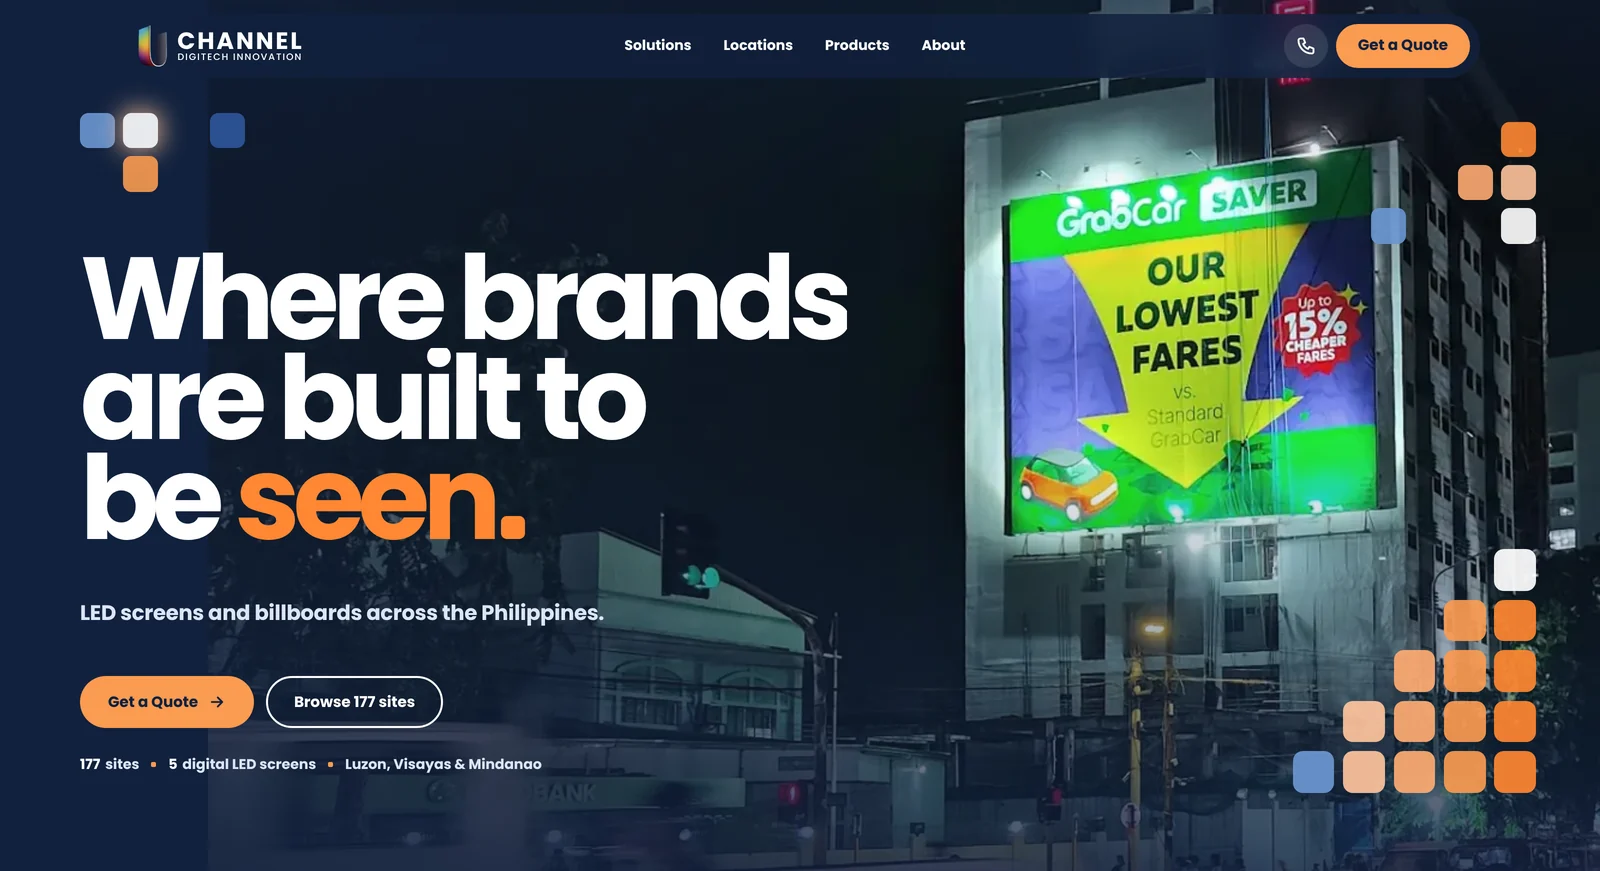 CHANNEL
DIGITECH INNOVATION
Solutions
Locations
Products
About
Get a Quote
GrabCar SAVER
OUR
LOWEST
FARES
vs.
Standard
GrabCar
Up to
15%
CHEAPER
FARES
Where brands
are built to
be seen.
LED screens and billboards across the Philippines.
Get a Quote
Browse 177 sites
177 sites
5 digital LED screens
Luzon, Visayas & Mindanao